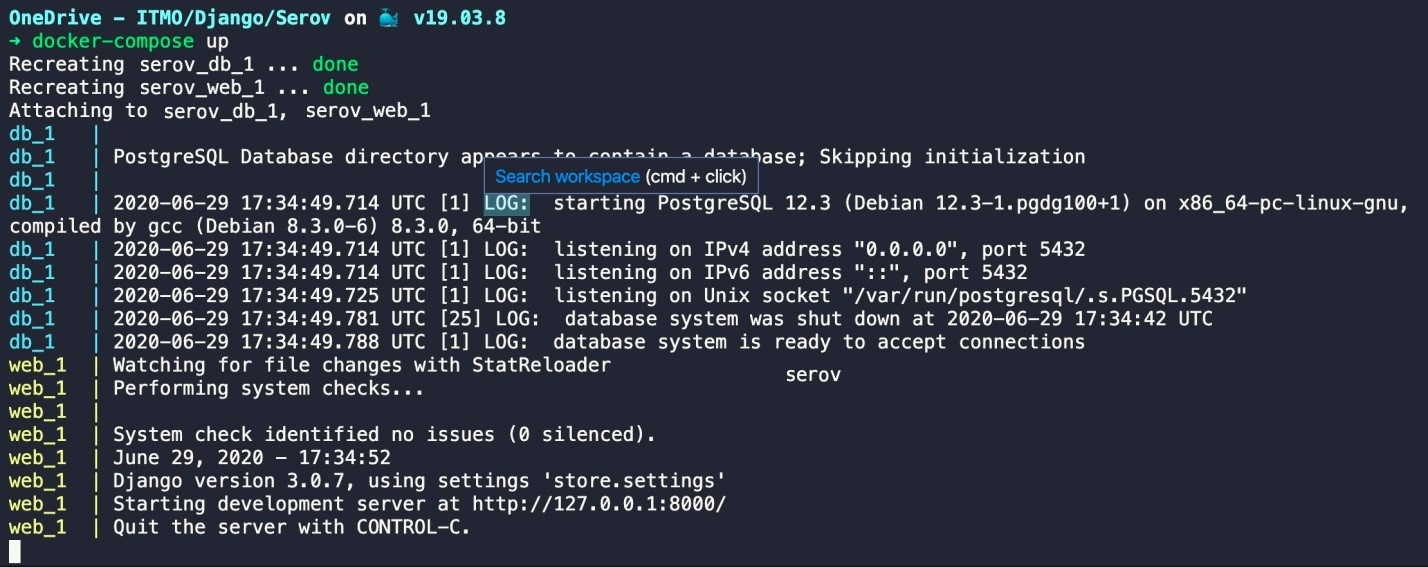 OneDrive – ITMO/Django/Serov on 🐳 v19.03.8
→ docker-compose up
Recreating serov_db_1 ... done
Recreating serov_web_1 ... done
Attaching to serov_db_1, serov_web_1
db_1   |
db_1   | PostgreSQL Database directory appears to contain a database; Skipping initialization
Search workspace (cmd + click)
db_1   |
db_1   | 2020-06-29 17:34:49.714 UTC [1] LOG:  starting PostgreSQL 12.3 (Debian 12.3-1.pgdg100+1) on x86_64-pc-linux-gnu,
compiled by gcc (Debian 8.3.0-6) 8.3.0, 64-bit
db_1   | 2020-06-29 17:34:49.714 UTC [1] LOG:  listening on IPv4 address "0.0.0.0", port 5432
db_1   | 2020-06-29 17:34:49.714 UTC [1] LOG:  listening on IPv6 address "::", port 5432
db_1   | 2020-06-29 17:34:49.725 UTC [1] LOG:  listening on Unix socket "/var/run/postgresql/.s.PGSQL.5432"
db_1   | 2020-06-29 17:34:49.781 UTC [25] LOG:  database system was shut down at 2020-06-29 17:34:42 UTC
db_1   | 2020-06-29 17:34:49.788 UTC [1] LOG:  database system is ready to accept connections
web_1  | Watching for file changes with StatReloader
serov
web_1  | Performing system checks...
web_1  |
web_1  | System check identified no issues (0 silenced).
web_1  | June 29, 2020 - 17:34:52
web_1  | Django version 3.0.7, using settings 'store.settings'
web_1  | Starting development server at http://127.0.0.1:8000/
web_1  | Quit the server with CONTROL-C.